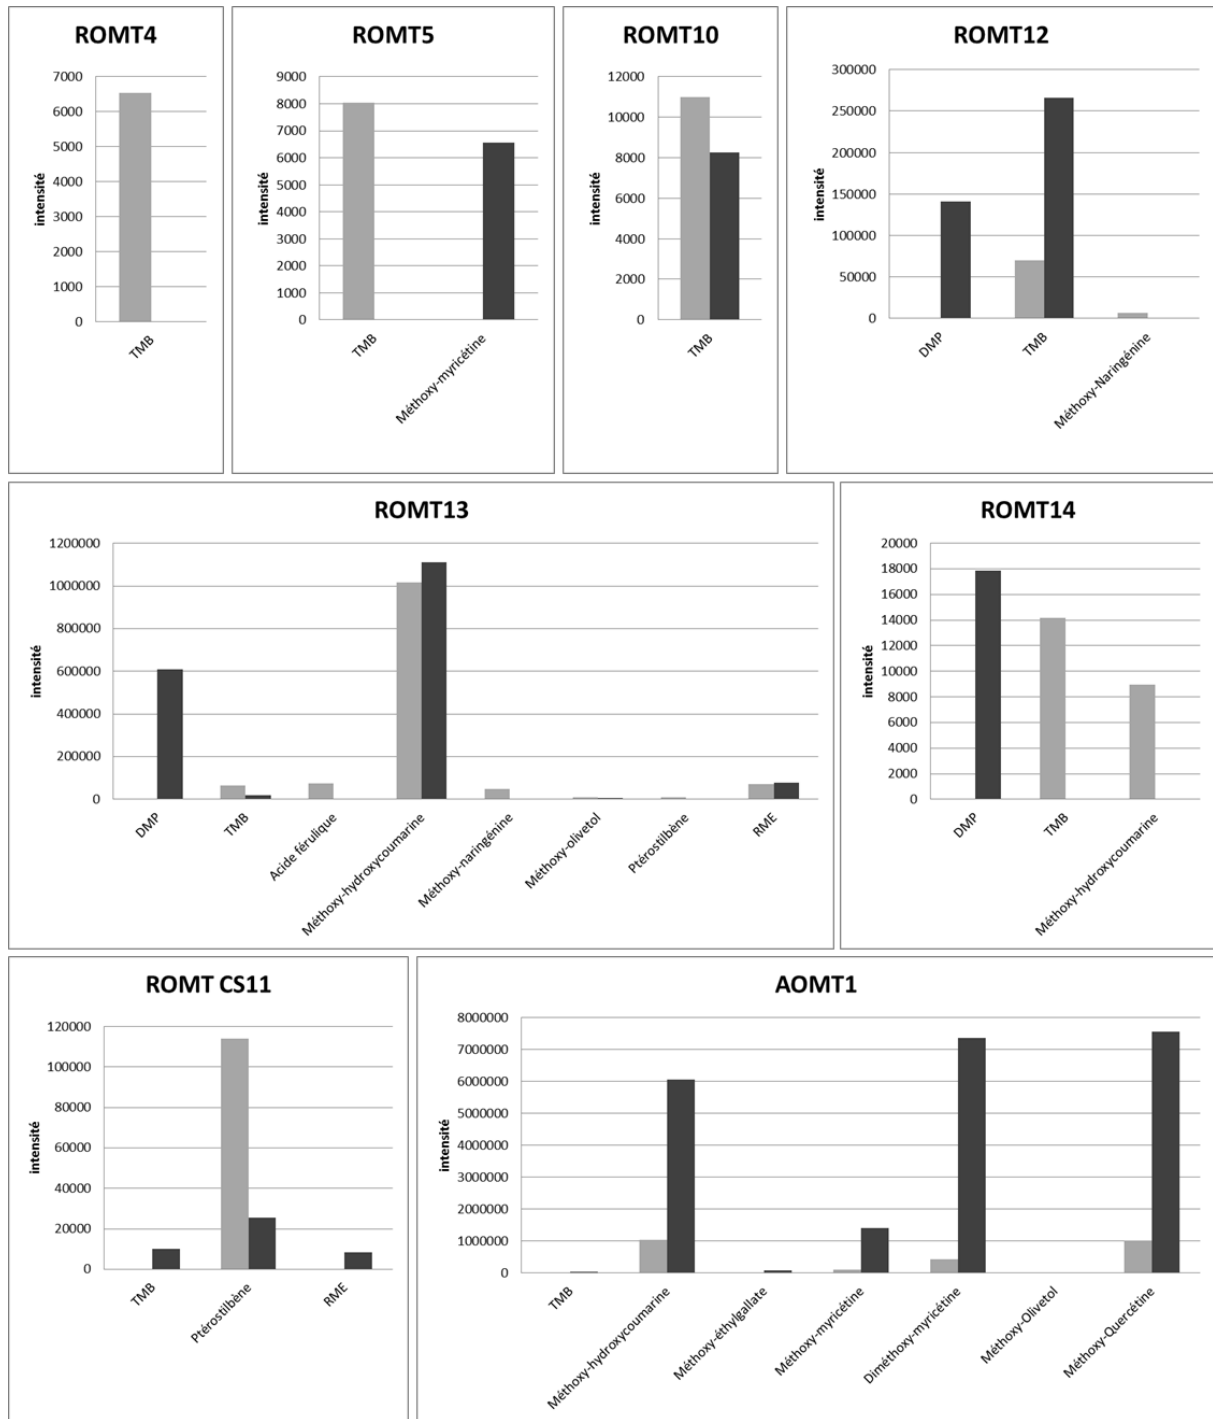 ROMT4
intensité
7000
6000
5000
4000
3000
2000
1000
0
TMB
ROMT5
intensité
9000
8000
7000
6000
5000
4000
3000
2000
1000
0
TMB
Méthoxy-myricétine
ROMT10
intensité
12000
10000
8000
6000
4000
2000
0
TMB
ROMT12
intensité
300000
250000
200000
150000
100000
50000
0
DMP
TMB
Méthoxy-Naringénine
ROMT13
intensité
1200000
1000000
800000
600000
400000
200000
0
DMP
TMB
Acide férulique
Méthoxy-hydroxycoumarine
Méthoxy-naringénine
Méthoxy-olivetol
Ptérostilbène
RME
ROMT14
intensité
20000
18000
16000
14000
12000
10000
8000
6000
4000
2000
0
DMP
TMB
Méthoxy-hydroxycoumarine
ROMT CS11
intensité
120000
100000
80000
60000
40000
20000
0
TMB
Ptérostilbène
RME
AOMT1
intensité
8000000
7000000
6000000
5000000
4000000
3000000
2000000
1000000
0
TMB
Méthoxy-hydroxycoumarine
Méthoxy-éthylgallate
Méthoxy-myricétine
Diméthoxy-myricétine
Méthoxy-Olivetol
Méthoxy-Quercétine